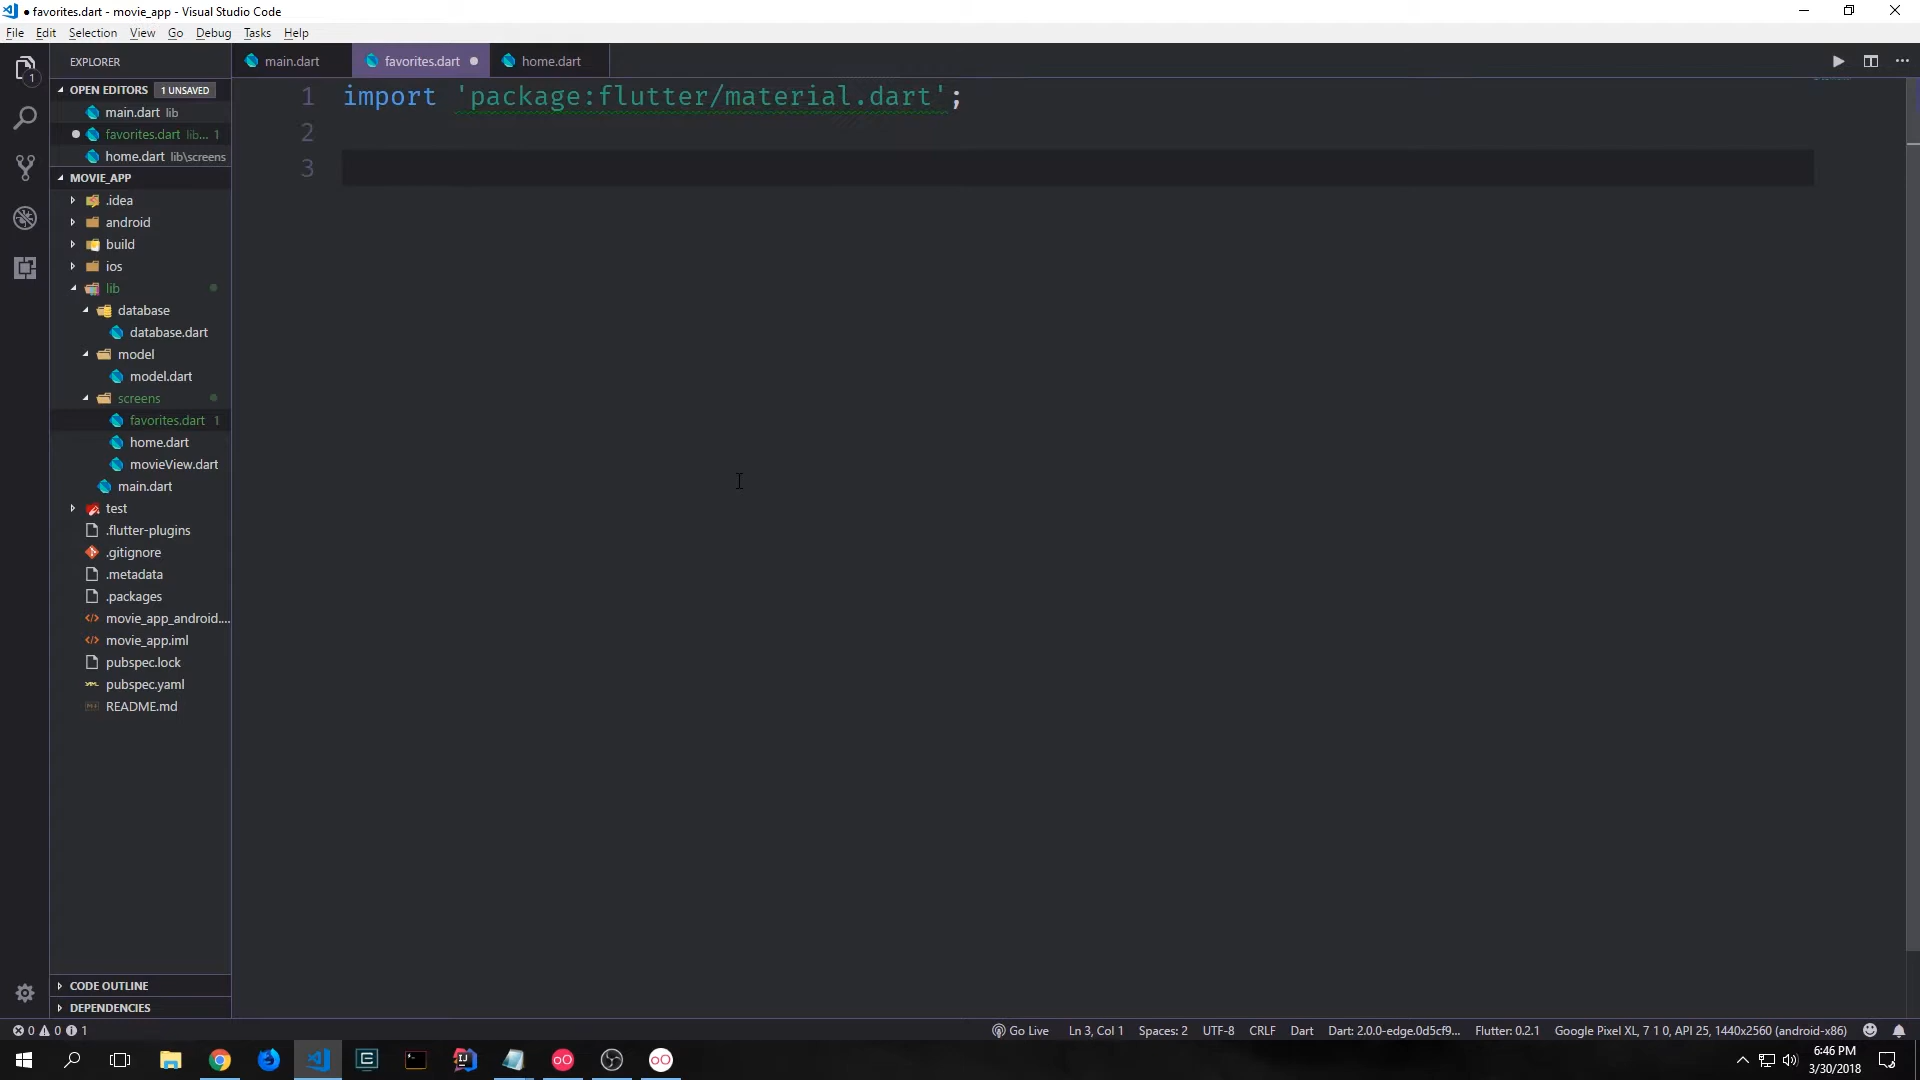 ● favorites.dart - movie_app - Visual Studio Code
File Edit Selection View Go Debug Tasks Help
EXPLORER
main.dart
favorites.dart ●
home.dart
OPEN EDITORS 1 UNSAVED
main.dart lib
● favorites.dart lib... 1
home.dart lib\screens
MOVIE_APP
.idea
android
build
ios
lib
database
database.dart
model
model.dart
screens
favorites.dart 1
home.dart
movieView.dart
main.dart
test
.flutter-plugins
.gitignore
.metadata
.packages
movie_app_android....
movie_app.iml
pubspec.lock
pubspec.yaml
README.md
CODE OUTLINE
DEPENDENCIES
1
1 import 'package:flutter/material.dart';
2
3
0 0 1
Go Live Ln 3, Col 1 Spaces: 2 UTF-8 CRLF Dart Dart: 2.0.0-edge.0d5cf9... Flutter: 0.2.1 Google Pixel XL, 7 1 0, API 25, 1440x2560 (android-x86)
6:46 PM
3/30/2018